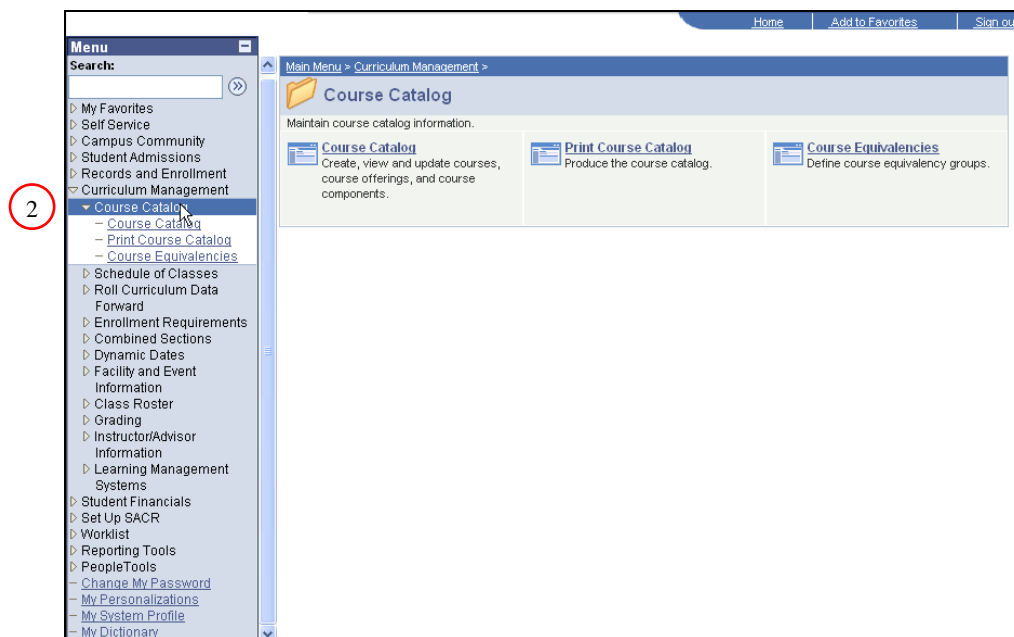 Home Add to Favorites Sign ou
Menu
Search:
My Favorites
Self Service
Campus Community
Student Admissions
Records and Enrollment
Curriculum Management
2
Course Catalog
– Course Catalog
– Print Course Catalog
– Course Equivalencies
Schedule of Classes
Roll Curriculum Data
Forward
Enrollment Requirements
Combined Sections
Dynamic Dates
Facility and Event
Information
Class Roster
Grading
Instructor/Advisor
Information
Learning Management
Systems
Student Financials
Set Up SACR
Worklist
Reporting Tools
PeopleTools
– Change My Password
– My Personalizations
– My System Profile
– My Dictionary
Main Menu > Curriculum Management >
Course Catalog
Maintain course catalog information.
Course Catalog
Create, view and update courses,
course offerings, and course
components.
Print Course Catalog
Produce the course catalog.
Course Equivalencies
Define course equivalency groups.